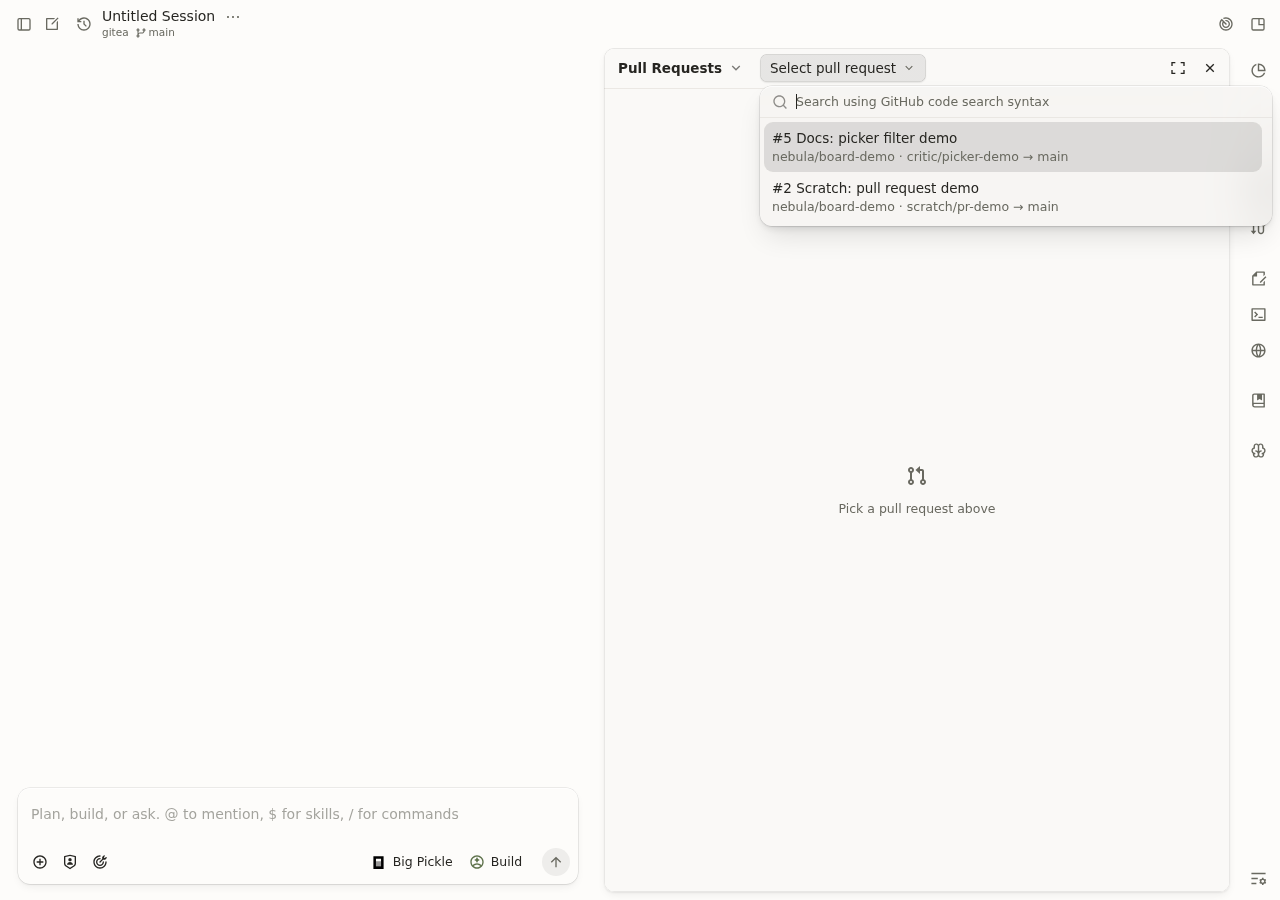 Untitled Session
gitea main
Pull Requests
Select pull request
Search using GitHub code search syntax
#5 Docs: picker filter demo
nebula/board-demo · critic/picker-demo → main
#2 Scratch: pull request demo
nebula/board-demo · scratch/pr-demo → main
Pick a pull request above
Plan, build, or ask. @ to mention, $ for skills, / for commands
Big Pickle
Build